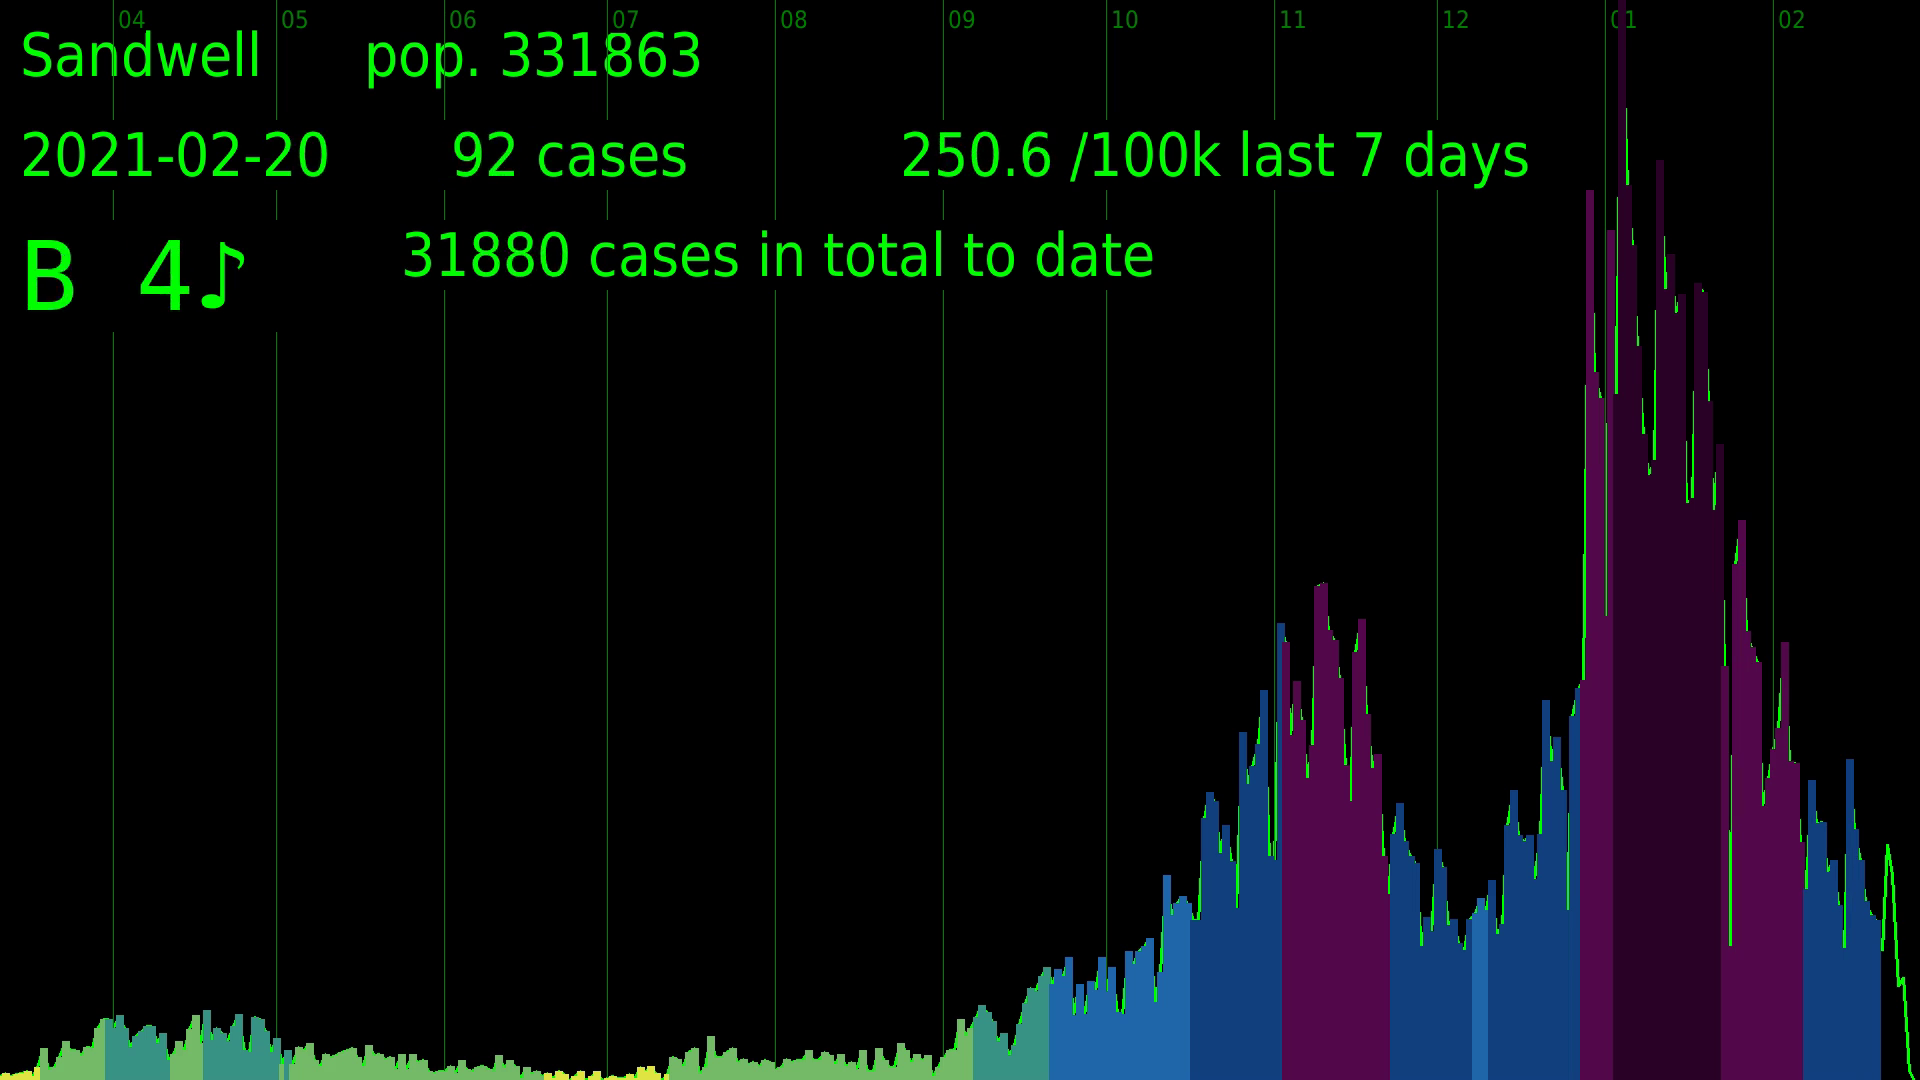 04 05 06 07 08 09 10 11 12 01 02
Sandwell pop. 331863
2021-02-20 92 cases 250.6 /100k last 7 days
B 4♪ 31880 cases in total to date